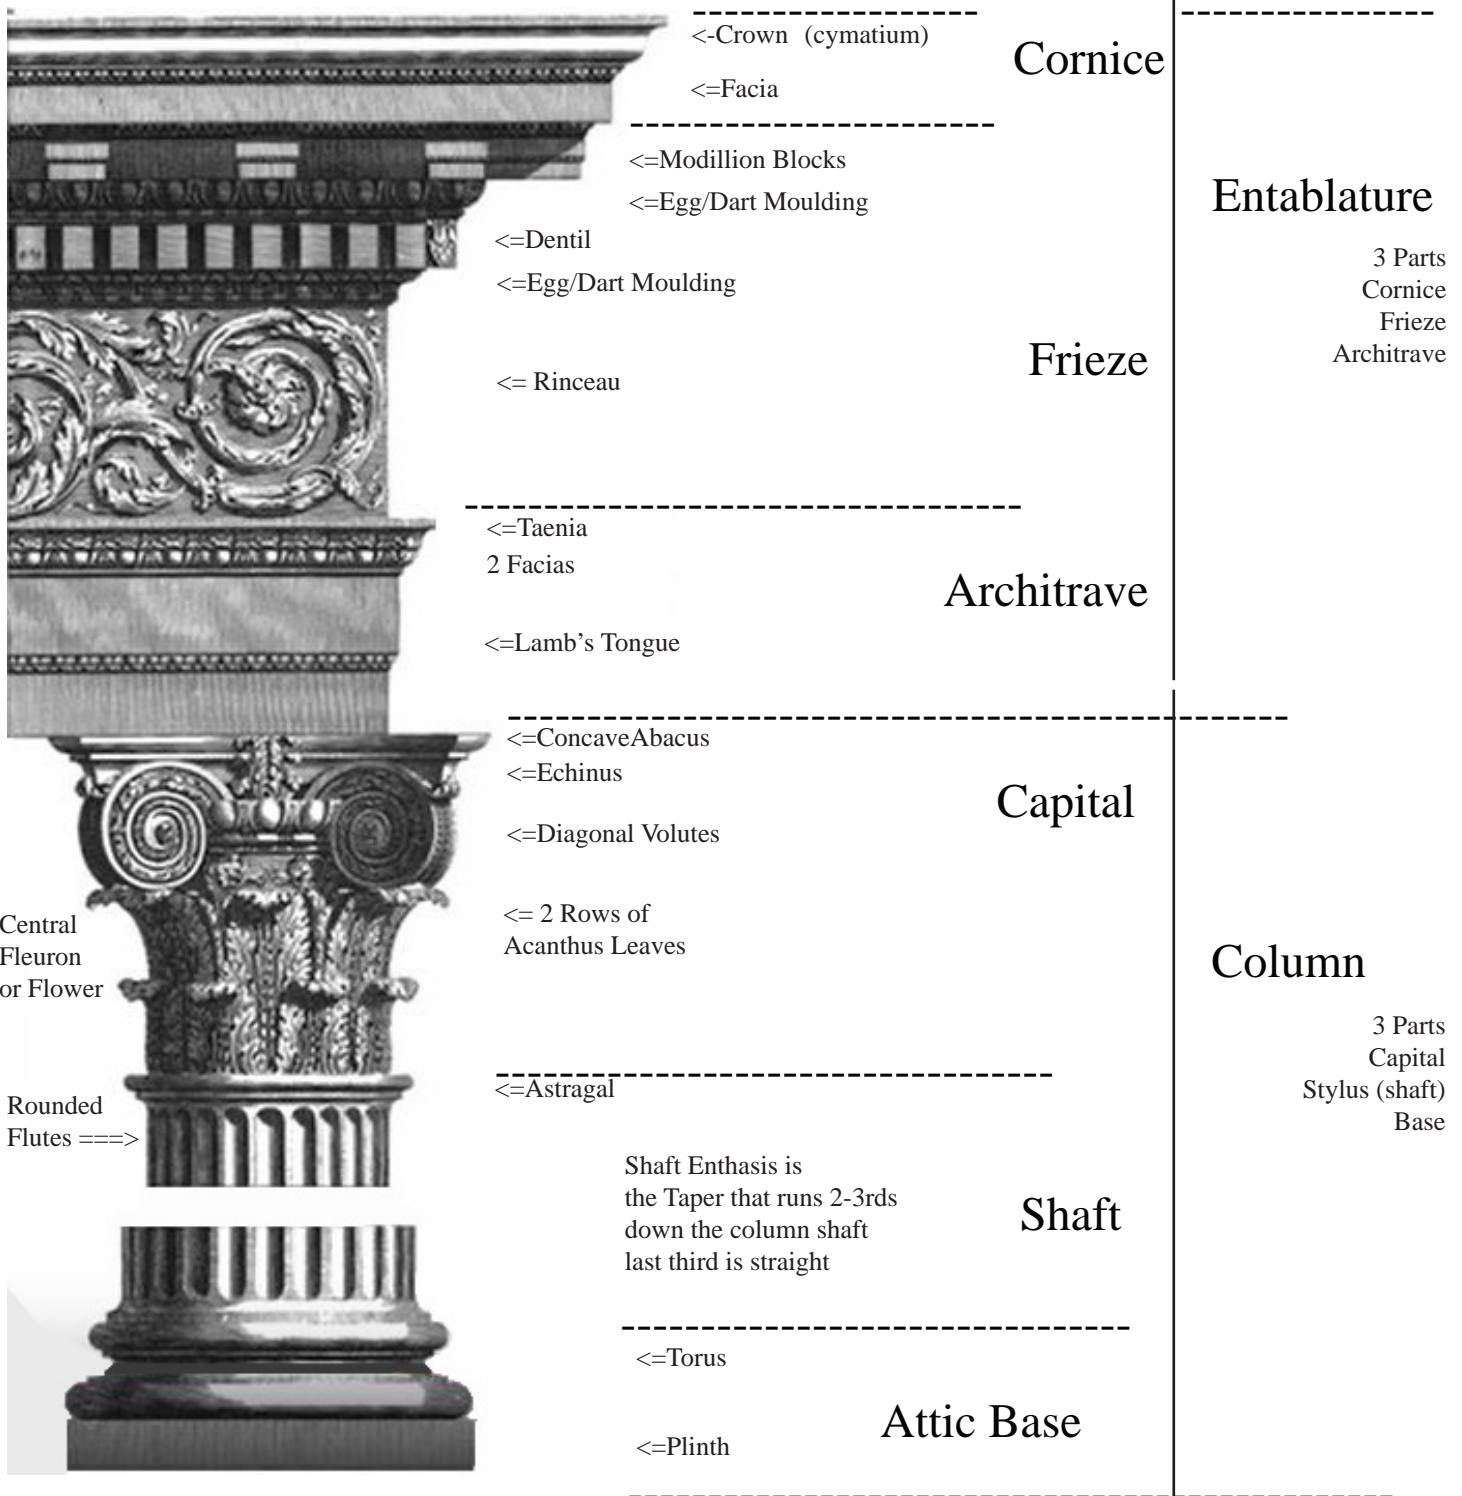 <-Crown (cymatium)
Cornice
<=Facia
<=Modillion Blocks
<=Egg/Dart Moulding
Entablature
<=Dentil
3 Parts
Cornice
Frieze
Architrave
<=Egg/Dart Moulding
Frieze
<= Rinceau
<=Taenia
2 Facias
Architrave
<=Lamb's Tongue
<=ConcaveAbacus
<=Echinus
Capital
<=Diagonal Volutes
<= 2 Rows of
Acanthus Leaves
Central
Fleuron
or Flower
Column
3 Parts
Capital
Stylus (shaft)
Base
<=Astragal
Rounded
Flutes ===>
Shaft Enthasis is
the Taper that runs 2-3rds
down the column shaft
last third is straight
Shaft
<=Torus
Attic Base
<=Plinth